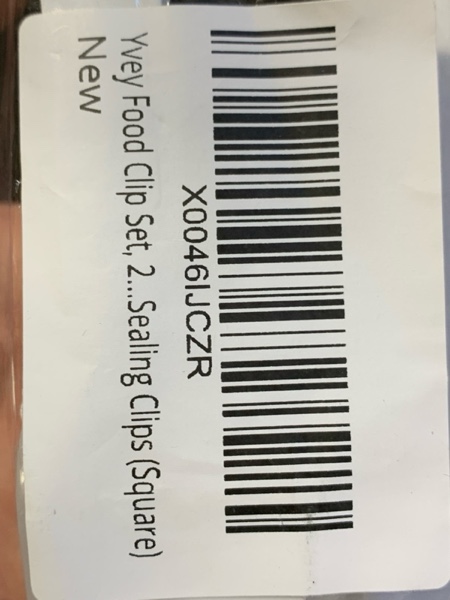 X0046IJCZR
Yvey Food Clip Set, 2...Sealing Clips (Square)
New